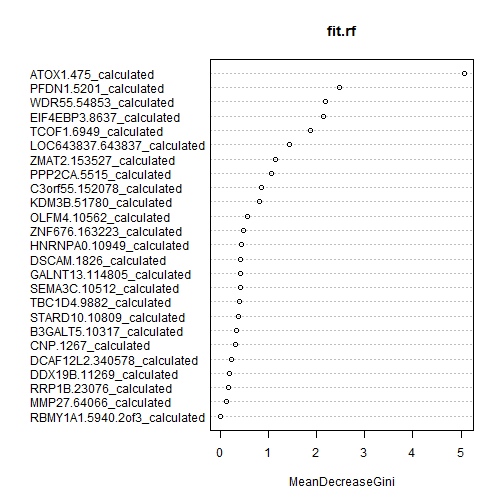 fit.rf
ATOX1.475_calculated
PFDN1.5201_calculated
WDR55.54853_calculated
EIF4EBP3.8637_calculated
TCOF1.6949_calculated
LOC643837.643837_calculated
ZMAT2.153527_calculated
PPP2CA.5515_calculated
C3orf55.152078_calculated
KDM3B.51780_calculated
OLFM4.10562_calculated
ZNF676.163223_calculated
HNRNPA0.10949_calculated
DSCAM.1826_calculated
GALNT13.114805_calculated
SEMA3C.10512_calculated
TBC1D4.9882_calculated
STARD10.10809_calculated
B3GALT5.10317_calculated
CNP.1267_calculated
DCAF12L2.340578_calculated
DDX19B.11269_calculated
RRP1B.23076_calculated
MMP27.64066_calculated
RBMY1A1.5940.2of3_calculated
0 1 2 3 4 5
MeanDecreaseGini